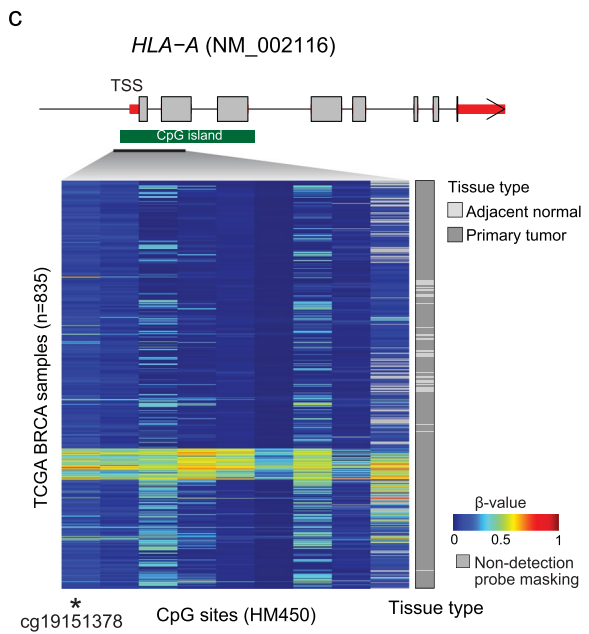 c
HLA−A (NM_002116)
TSS
CpG island
Tissue type
Adjacent normal
Primary tumor
TCGA BRCA samples (n=835)
β-value
0 0.5 1
Non-detection
probe masking
*
cg19151378
CpG sites (HM450)
Tissue type